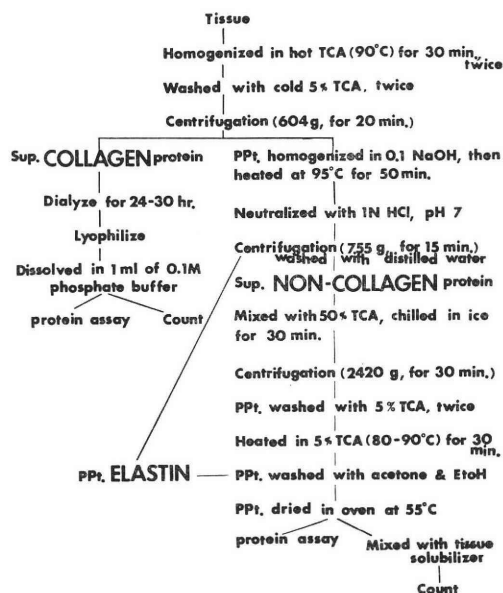 Tissue
Homogenized in hot TCA (90°C) for 30 min.,
twice
Washed with cold 5% TCA, twice
Centrifugation (604g, for 20 min.)
Sup. COLLAGEN protein
Dialyze for 24-30 hr.
Lyophilize
Dissolved in 1 ml of 0.1M
phosphate buffer
protein assay Count
PPt. homogenized in 0.1 NaOH, then
heated at 95°C for 50 min.
Neutralized with 1N HCl, pH 7
Centrifugation (755 g, for 15 min.)
washed with distilled water
Sup. NON-COLLAGEN protein
Mixed with 50% TCA, chilled in ice
for 30 min.
Centrifugation (2420 g, for 30 min.)
PPt. washed with 5% TCA, twice
Heated in 5% TCA (80-90°C) for 30
min.
PPt. ELASTIN
PPt. washed with acetone & EtoH
PPt. dried in oven at 55°C
protein assay
Mixed with tissue
solubilizer
Count